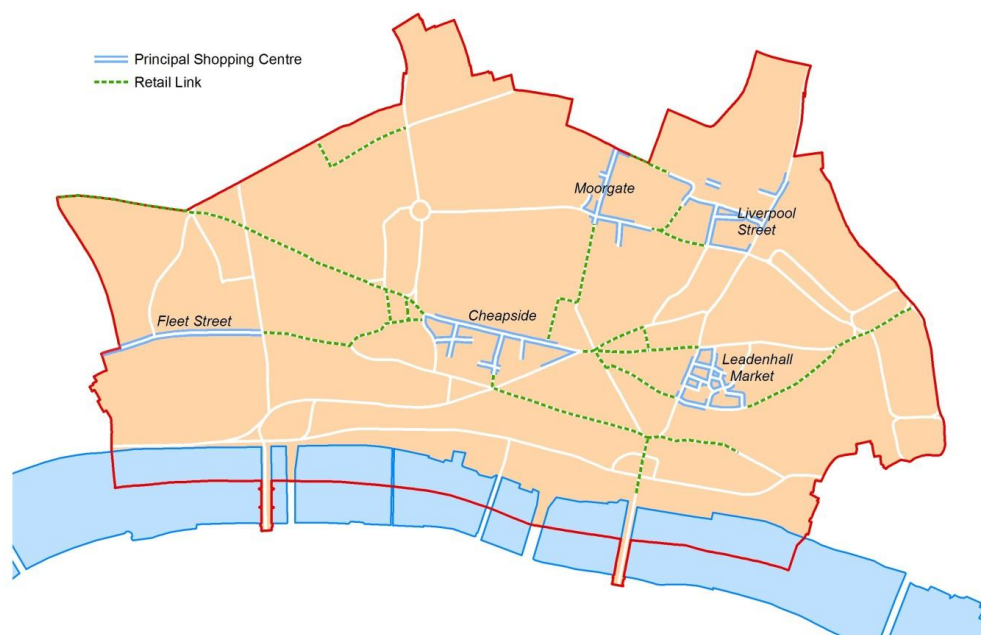 Principal Shopping Centre
Retail Link
Moorgate
Liverpool
Street
Fleet Street
Cheapside
Leadenhall
Market